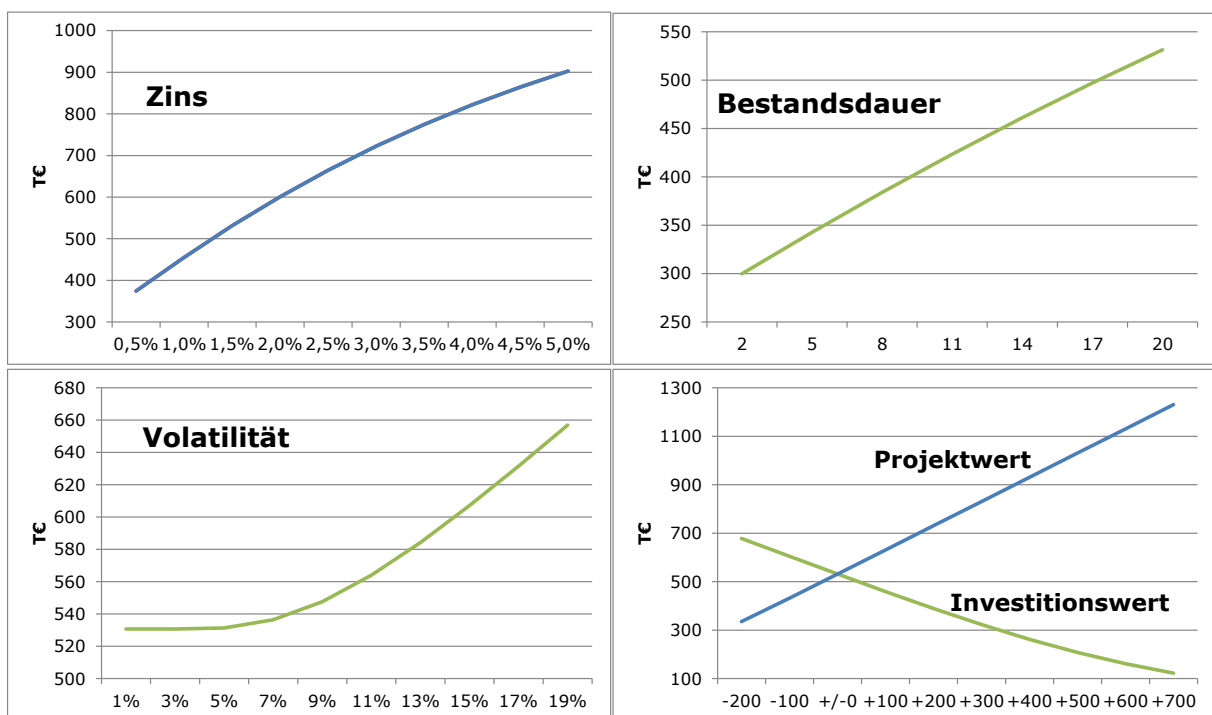 1000
900
800
700
600
500
400
300
T€
Zins
0,5% 1,0% 1,5% 2,0% 2,5% 3,0% 3,5% 4,0% 4,5% 5,0%
550
500
450
400
350
300
250
T€
Bestandsdauer
2 5 8 11 14 17 20
680
660
640
620
600
580
560
540
520
500
T€
Volatilität
1% 3% 5% 7% 9% 11% 13% 15% 17% 19%
1300
1100
900
700
500
300
100
T€
Projektwert
Investitionswert
-200 -100 +/-0 +100 +200 +300 +400 +500 +600 +700